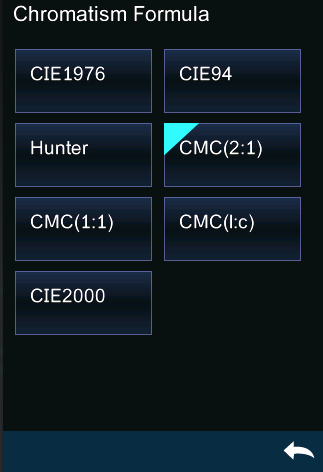 Chromatism Formula
CIE1976 CIE94
Hunter CMC(2:1)
CMC(1:1) CMC(l:c)
CIE2000